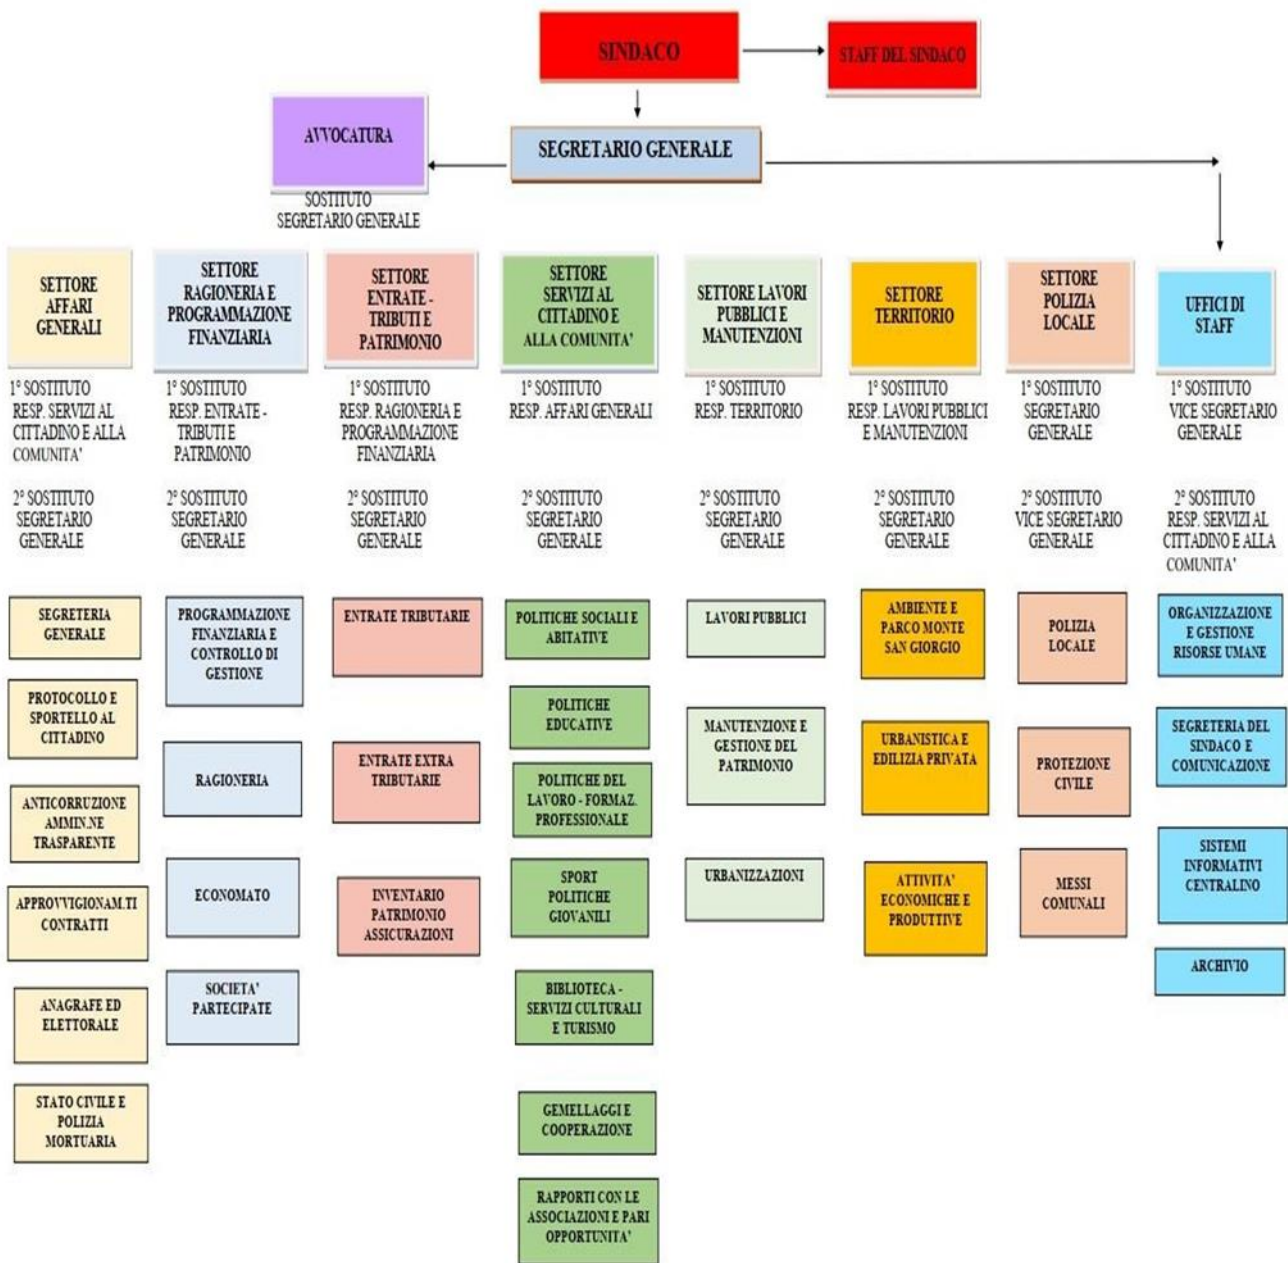 SINDACO
STAFF DEL SINDACO
AVVOCATURA
SEGRETARIO GENERALE
SOSTITUTO
SEGRETARIO GENERALE
SETTORE
AFFARI
GENERALI
SETTORE
RAGIONERIA E
PROGRAMMAZIONE
FINANZIARIA
SETTORE
ENTRATE -
TRIBUTI E
PATRIMONIO
SETTORE
SERVIZI AL
CITTADINO E
ALLA COMUNITA'
SETTORE LAVORI
PUBBLICI E
MANUTENZIONI
SETTORE
TERRITORIO
SETTORE
POLIZIA
LOCALE
UFFICI DI
STAFF
1° SOSTITUTO
RESP. SERVIZI AL
CITTADINO E ALLA
COMUNITA'
1° SOSTITUTO
RESP. ENTRATE -
TRIBUTI E
PATRIMONIO
1° SOSTITUTO
RESP. RAGIONERIA E
PROGRAMMAZIONE
FINANZIARIA
1° SOSTITUTO
RESP. AFFARI GENERALI
1° SOSTITUTO
RESP. TERRITORIO
1° SOSTITUTO
RESP. LAVORI PUBBLICI
E MANUTENZIONI
1° SOSTITUTO
SEGRETARIO
GENERALE
1° SOSTITUTO
VICE SEGRETARIO
GENERALE
2° SOSTITUTO
SEGRETARIO
GENERALE
2° SOSTITUTO
SEGRETARIO
GENERALE
2° SOSTITUTO
SEGRETARIO
GENERALE
2° SOSTITUTO
SEGRETARIO
GENERALE
2° SOSTITUTO
SEGRETARIO
GENERALE
2° SOSTITUTO
SEGRETARIO
GENERALE
2° SOSTITUTO
VICE SEGRETARIO
GENERALE
2° SOSTITUTO
RESP. SERVIZI AL
CITTADINO E ALLA
COMUNITA'
SEGRETERIA
GENERALE
PROTOCOLLO E
SPORTELLO AL
CITTADINO
ANTICORRUZIONE
AMMIN.NE
TRASPARENTE
APPROVVIGIONAM.TI
CONTRATTI
ANAGRAFE ED
ELETTORALE
STATO CIVILE E
POLIZIA
MORTUARIA
PROGRAMMAZIONE
FINANZIARIA E
CONTROLLO DI
GESTIONE
RAGIONERIA
ECONOMATO
SOCIETA'
PARTECIPATE
ENTRATE TRIBUTARIE
ENTRATE EXTRA
TRIBUTARIE
INVENTARIO
PATRIMONIO
ASSICURAZIONI
POLITICHE SOCIALI E
ABITATIVE
POLITICHE
EDUCATIVE
POLITICHE DEL
LAVORO - FORMAZ.
PROFESSIONALE
SPORT
POLITICHE
GIOVANILI
BIBLIOTECA -
SERVIZI CULTURALI
E TURISMO
GEMELLAGGI E
COOPERAZIONE
RAPPORTI CON LE
ASSOCIAZIONI E PARI
OPPORTUNITA'
LAVORI PUBBLICI
MANUTENZIONE E
GESTIONE DEL
PATRIMONIO
URBANIZZAZIONI
AMBIENTE E
PARCO MONTE
SAN GIORGIO
URBANISTICA E
EDILIZIA PRIVATA
ATTIVITA'
ECONOMICHE E
PRODUTTIVE
POLIZIA
LOCALE
PROTEZIONE
CIVILE
MESSI
COMUNALI
ORGANIZZAZIONE
E GESTIONE
RISORSE UMANE
SEGRETERIA DEL
SINDACO E
COMUNICAZIONE
SISTEMI
INFORMATIVI
CENTRALINO
ARCHIVIO